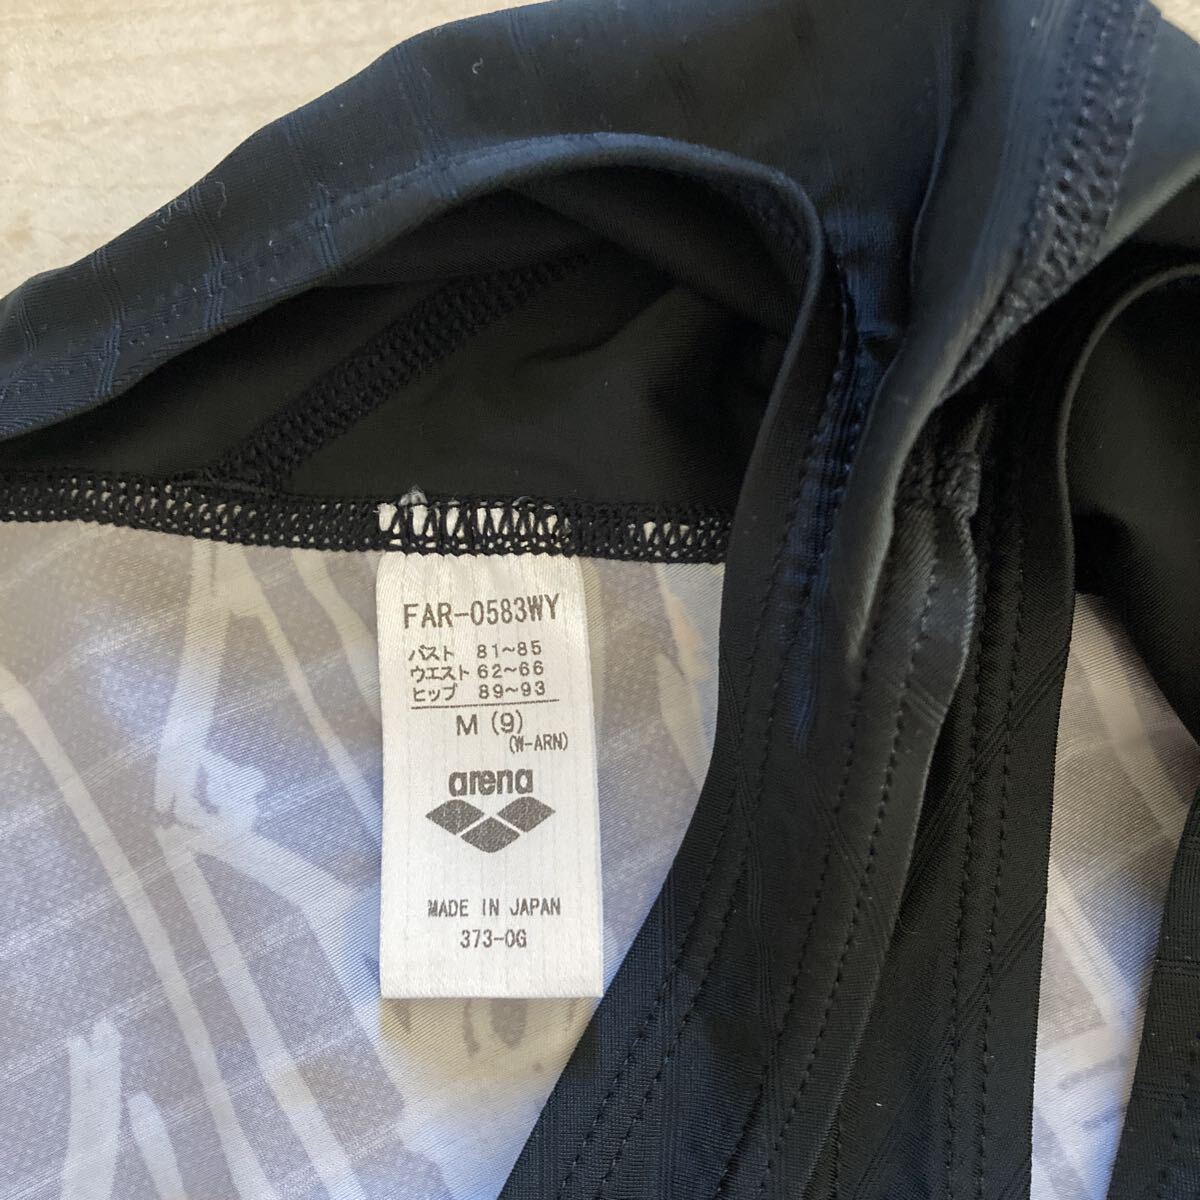 FAR-0583WY
バスト 81~85
ウエスト 62~66
ヒップ 89~93
M (9)
(W-ARN)
arena
MADE IN JAPAN
373-0G